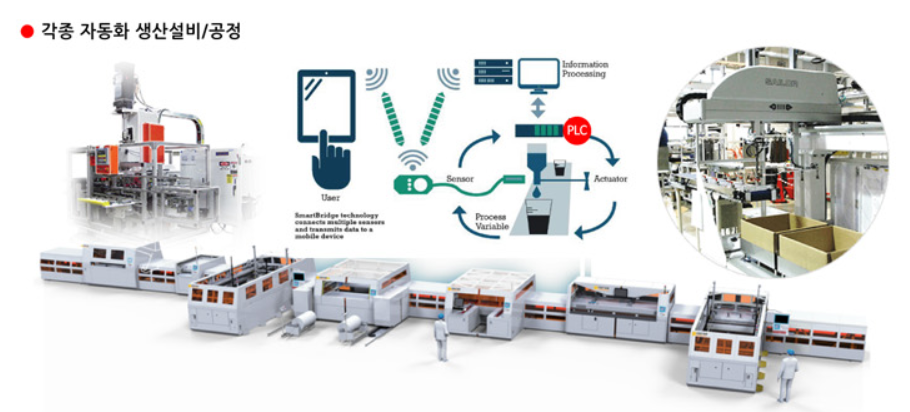 각종 자동화 생산설비/공정
Information
Processing
PLC
Sensor
Actuator
User
Process
Variable
SmartBridge technology
connects multiple sensors
and transmits data to a
mobile device
SAILOR